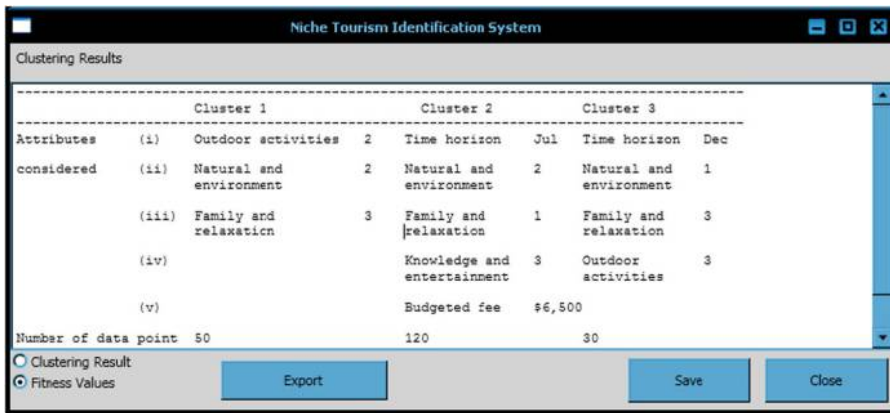 Niche Tourism Identification System
Clustering Results
Cluster 1 Cluster 2 Cluster 3
Attributes (i) Outdoor activities 2 Time horizon Jul Time horizon Dec
considered (ii) Natural and 2 Natural and 2 Natural and 1
environment environment environment
(iii) Family and 3 Family and 1 Family and 3
relaxation relaxation relaxation
(iv) Knowledge and 3 Outdoor 3
entertainment activities
(v) Budgeted fee $6,500
Number of data point 50 120 30
Clustering Result
Fitness Values
Export Save Close